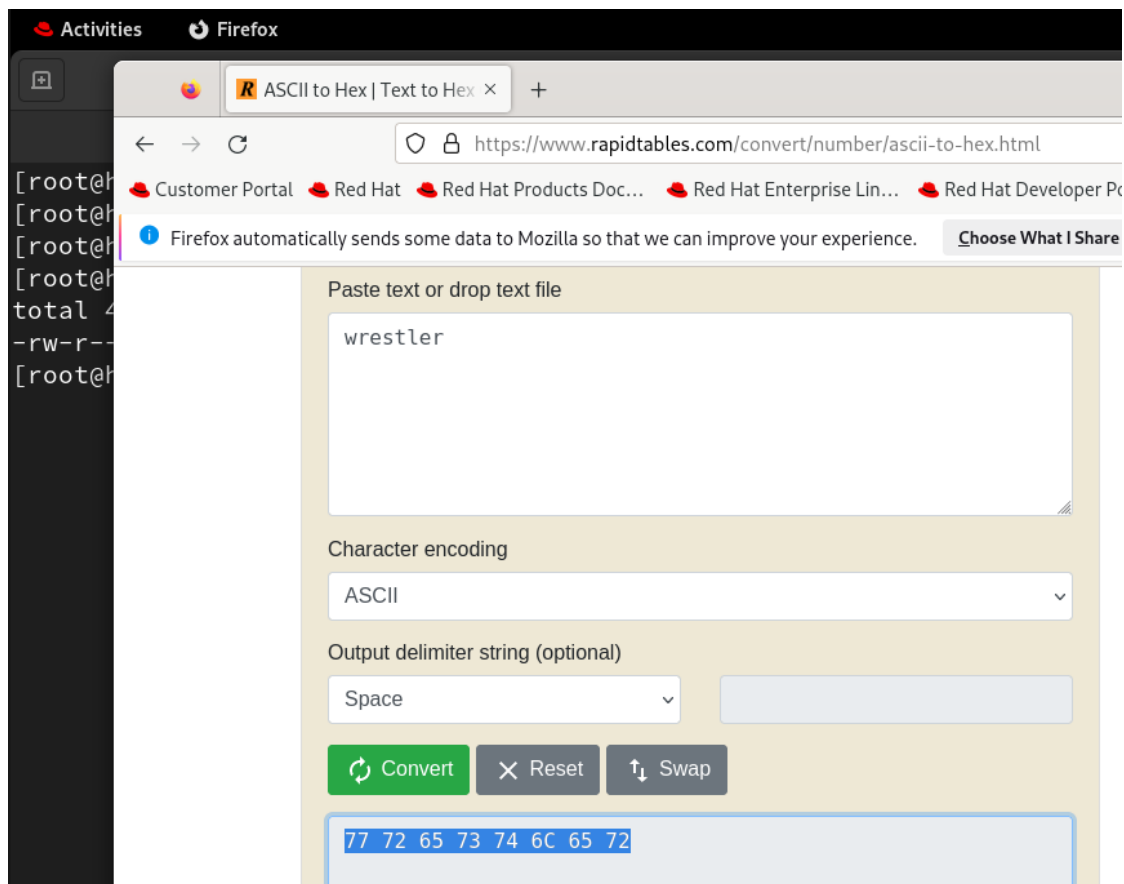 Activities Firefox
ASCII to Hex | Text to Hex
https://www.rapidtables.com/convert/number/ascii-to-hex.html
Customer Portal Red Hat Red Hat Products Doc… Red Hat Enterprise Lin… Red Hat Developer Po
Firefox automatically sends some data to Mozilla so that we can improve your experience. Choose What I Share
[root@h
[root@h
[root@h
[root@h
total 4
-rw-r--
[root@h
Paste text or drop text file
wrestler
Character encoding
ASCII
Output delimiter string (optional)
Space
Convert Reset Swap
77 72 65 73 74 6C 65 72